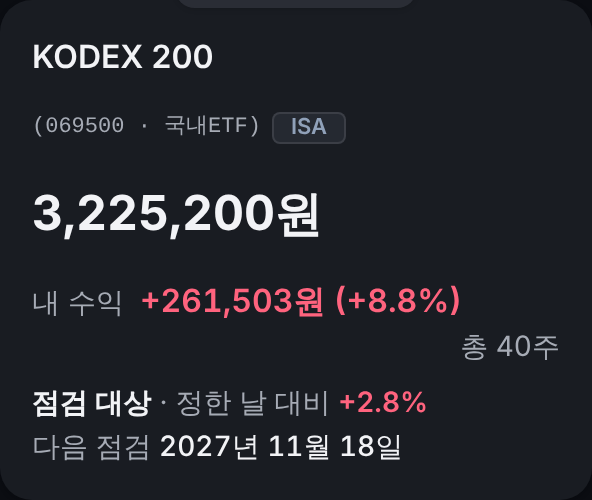 KODEX 200
(069500 · 국내ETF) ISA
3,225,200원
내 수익 +261,503원 (+8.8%)
총 40주
점검 대상 · 정한 날 대비 +2.8%
다음 점검 2027년 11월 18일